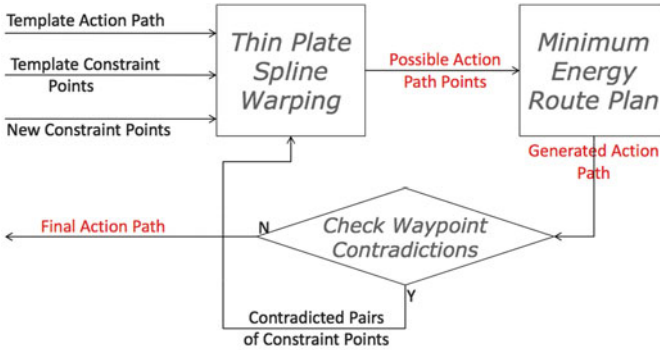 Template Action Path
Template Constraint
Points
New Constraint Points
Thin Plate
Spline
Warping
Possible Action
Path Points
Minimum
Energy
Route Plan
Generated Action
Path
Check Waypoint
Contradictions
N
Final Action Path
Y
Contradicted Pairs
of Constraint Points